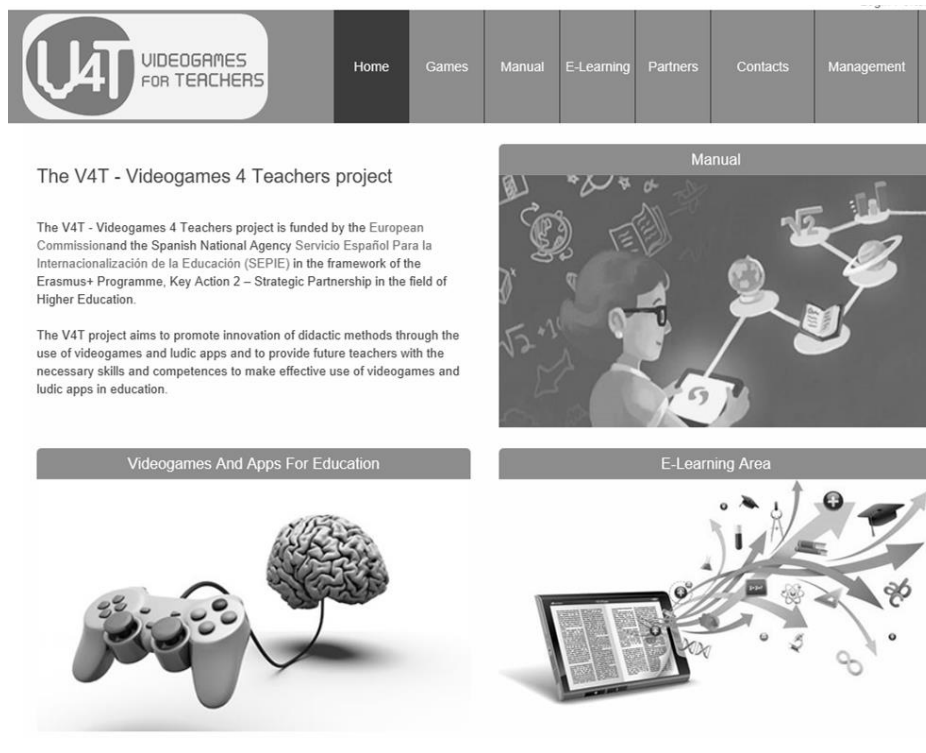 V4T VIDEOGAMES
FOR TEACHERS
Home Games Manual E-Learning Partners Contacts Management
The V4T - Videogames 4 Teachers project
The V4T - Videogames 4 Teachers project is funded by the European
Commissionand the Spanish National Agency Servicio Español Para la
Internacionalización de la Educación (SEPIE) in the framework of the
Erasmus+ Programme, Key Action 2 – Strategic Partnership in the field of
Higher Education.
The V4T project aims to promote innovation of didactic methods through the
use of videogames and ludic apps and to provide future teachers with the
necessary skills and competences to make effective use of videogames and
ludic apps in education.
Manual
√2
√2
Videogames And Apps For Education
E-Learning Area